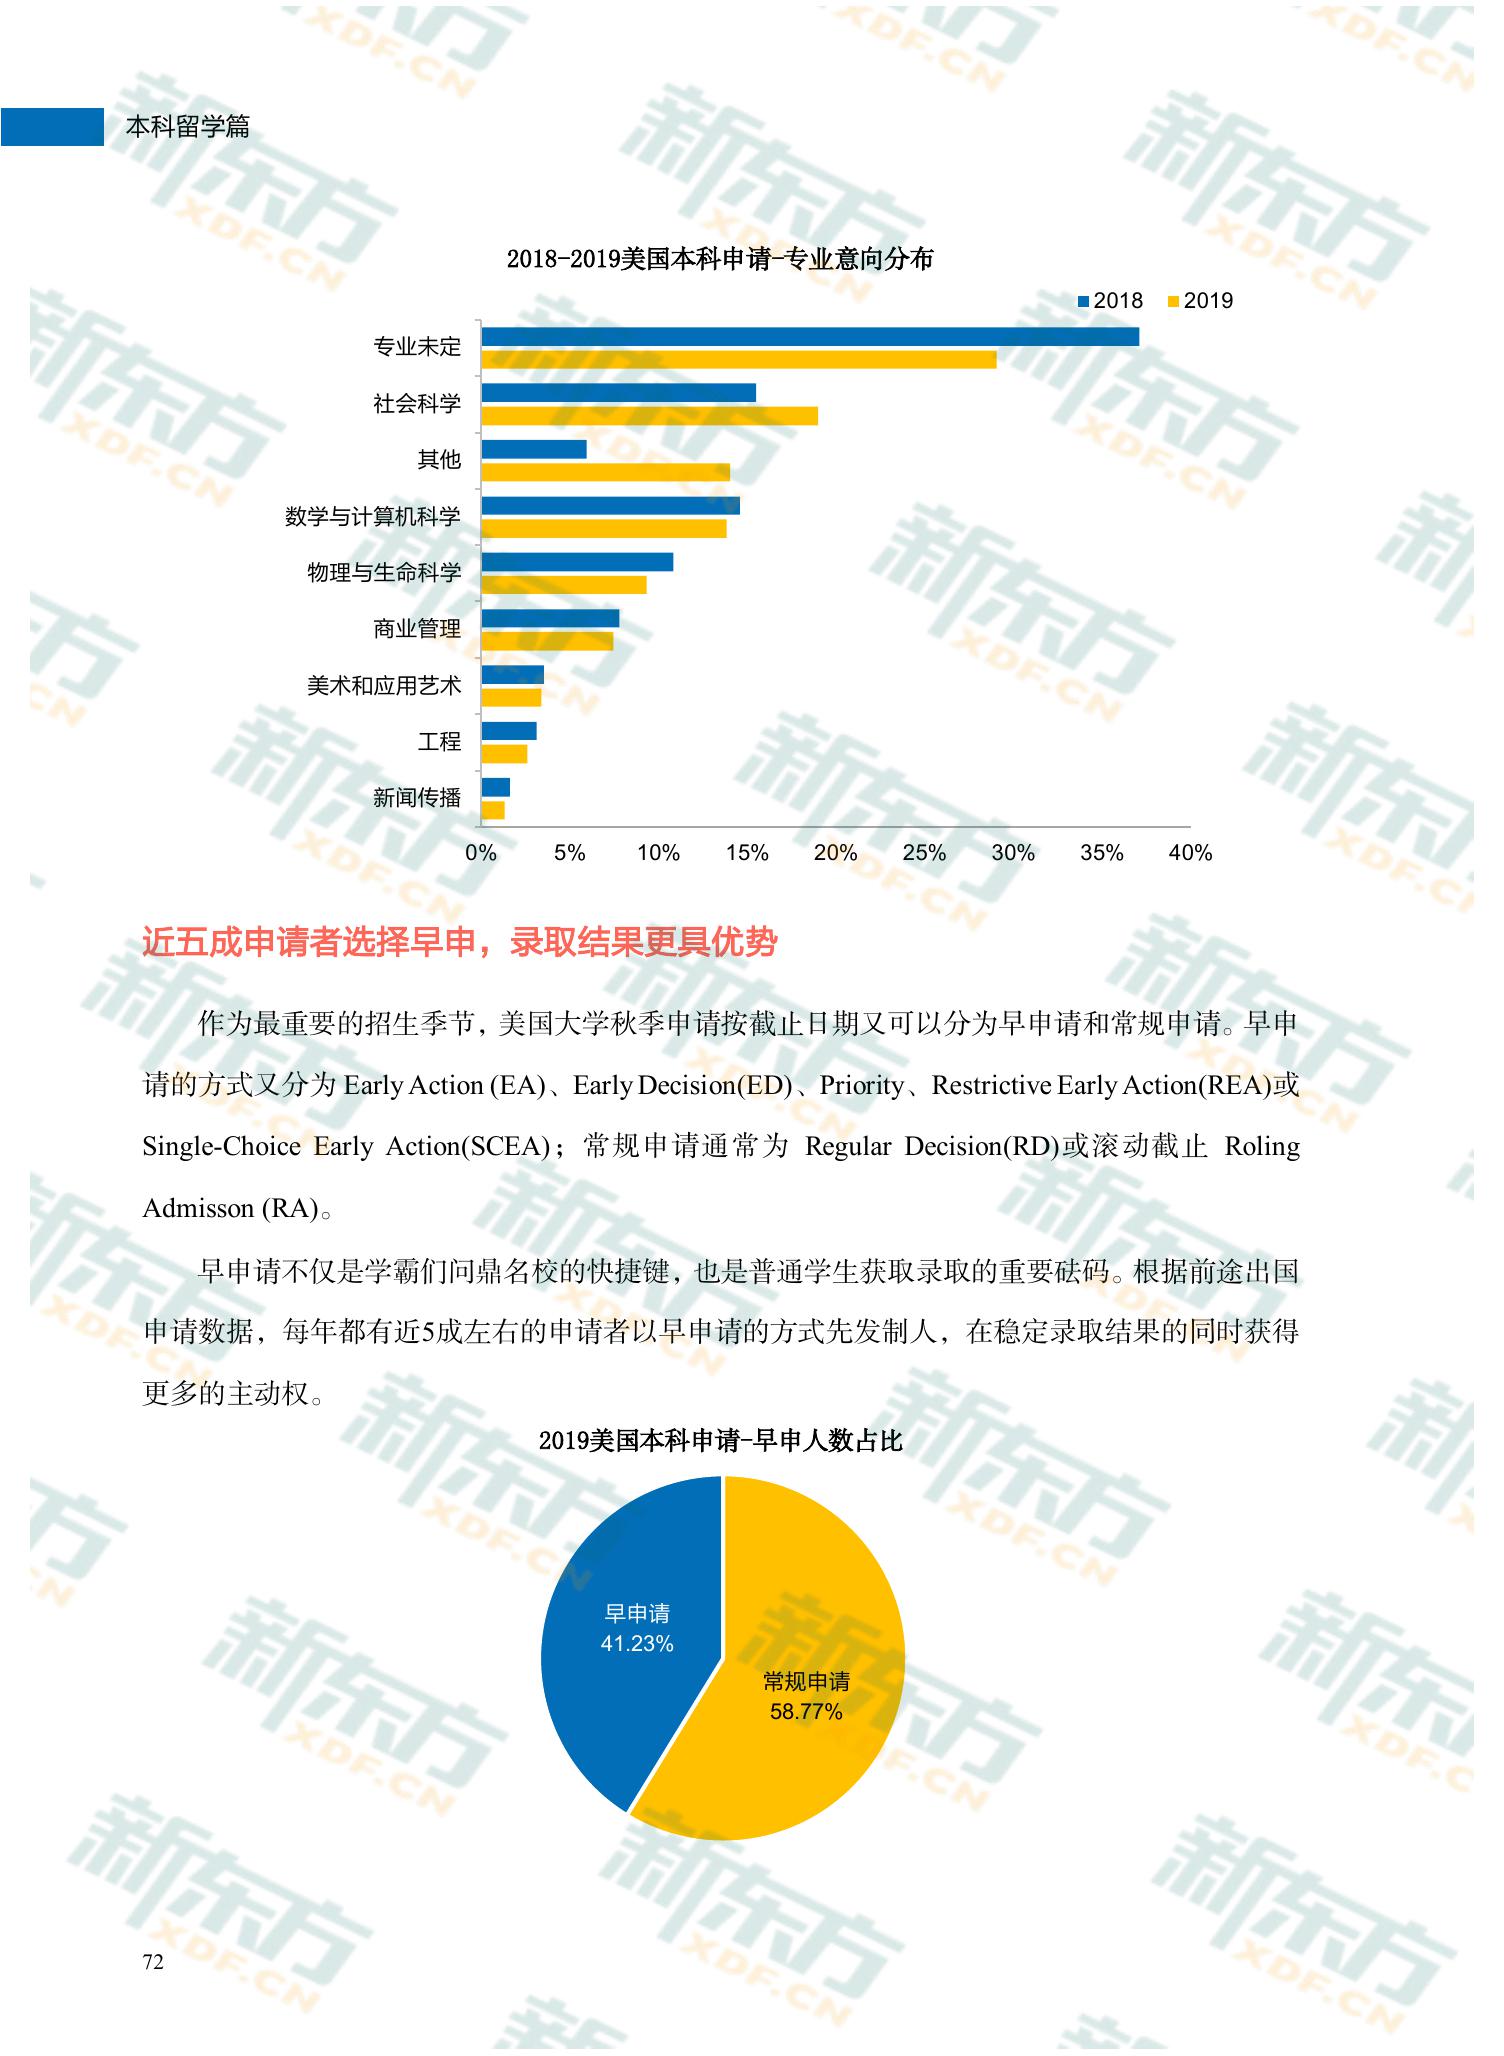 本科留学篇
2018-2019美国本科申请-专业意向分布
2018 2019
专业未定
社会科学
其他
数学与计算机科学
物理与生命科学
商业管理
美术和应用艺术
工程
新闻传播
0% 5% 10% 15% 20% 25% 30% 35% 40%
近五成申请者选择早申，录取结果更具优势
作为最重要的招生季节，美国大学秋季申请按截止日期又可以分为早申请和常规申请。早申
请的方式又分为 Early Action (EA)、Early Decision(ED)、Priority、Restrictive Early Action(REA)或
Single-Choice Early Action(SCEA)；常规申请通常为 Regular Decision(RD)或滚动截止 Roling
Admisson (RA)。
早申请不仅是学霸们问鼎名校的快捷键，也是普通学生获取录取的重要砝码。根据前途出国
申请数据，每年都有近5成左右的申请者以早申请的方式先发制人，在稳定录取结果的同时获得
更多的主动权。
2019美国本科申请-早申人数占比
早申请
41.23%
常规申请
58.77%
72
新东方
XDF.CN